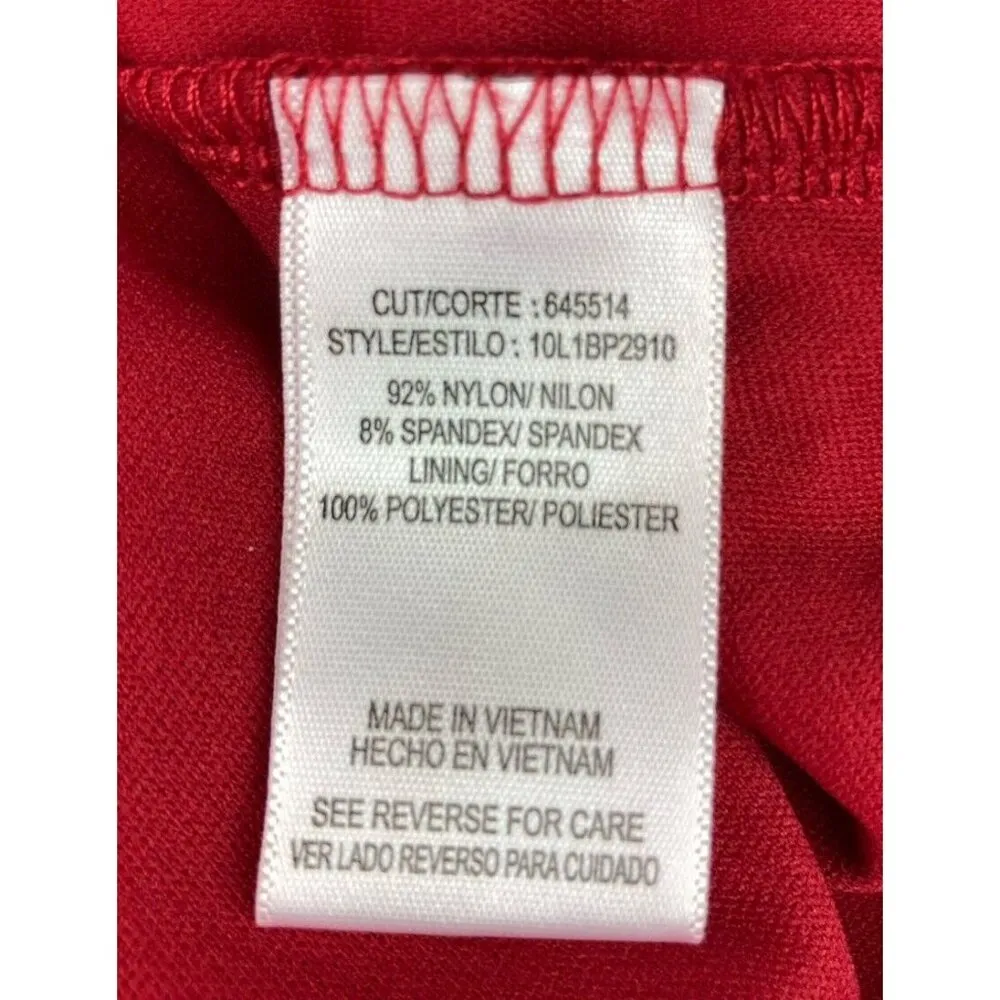 CUT/CORTE : 645514
STYLE/ESTILO : 10L1BP2910
92% NYLON/ NILON
8% SPANDEX/ SPANDEX
LINING/ FORRO
100% POLYESTER/ POLIESTER
MADE IN VIETNAM
HECHO EN VIETNAM
SEE REVERSE FOR CARE
VER LADO REVERSO PARA CUIDADO